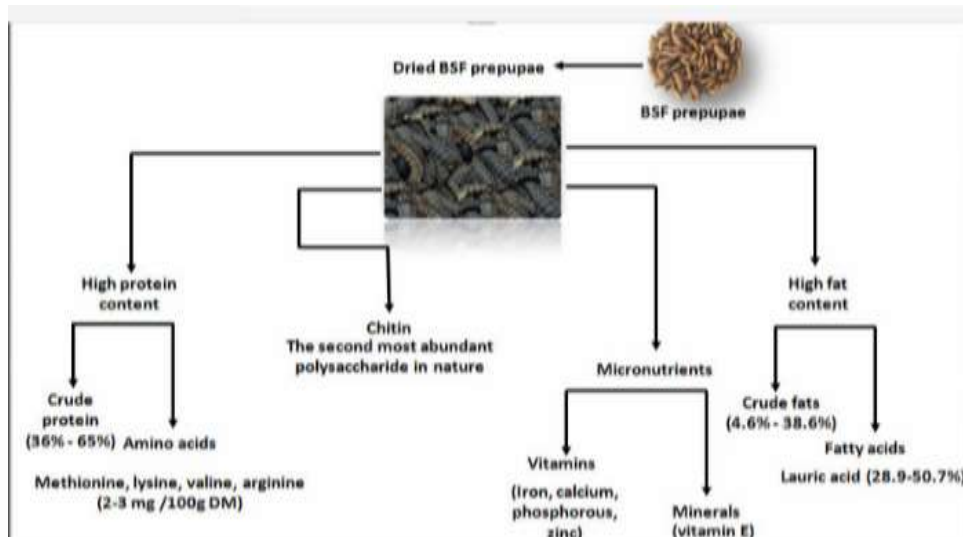 Dried BSF prepupae
BSF prepupae
High protein
content
High fat
content
Chitin
The second most abundant
polysaccharide in nature
Micronutrients
Crude
protein
(36% - 65%)
Amino acids
Crude fats
(4.6% - 38.6%)
Fatty acids
Lauric acid (28.9-50.7%)
Methionine, lysine, valine, arginine
(2-3 mg /100g DM)
Vitamins
(Iron, calcium,
phosphorous,
zinc)
Minerals
(vitamin E)